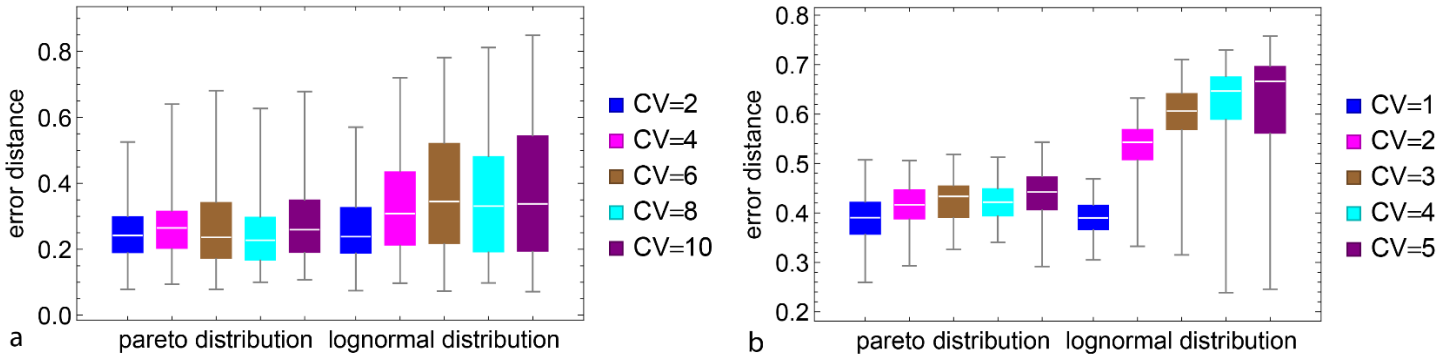 error distance
0.8
0.6
0.4
0.2
0.0
pareto distribution
lognormal distribution
CV=2
CV=4
CV=6
CV=8
CV=10
a
error distance
0.8
0.7
0.6
0.5
0.4
0.3
0.2
pareto distribution
lognormal distribution
CV=1
CV=2
CV=3
CV=4
CV=5
b